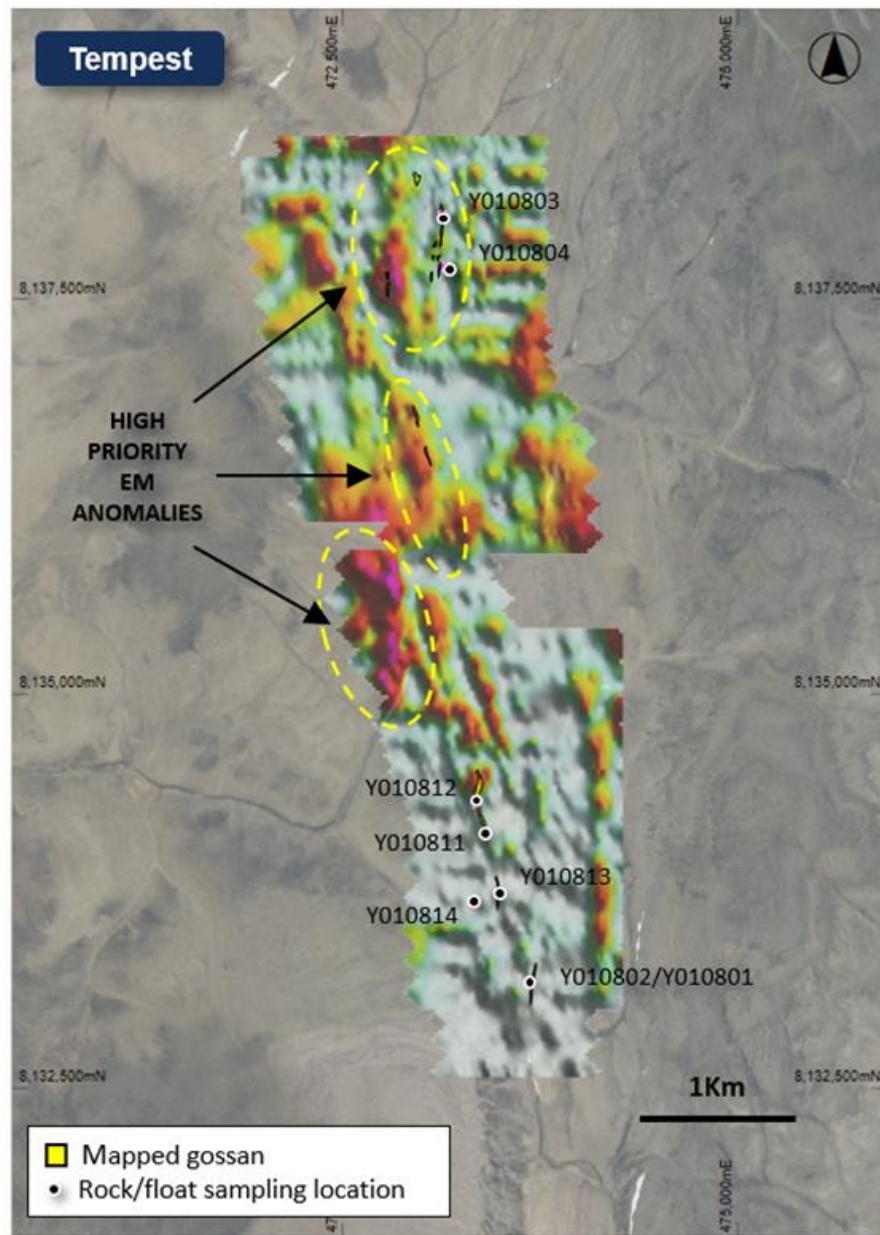 Tempest
472,500mE
475,000mE
Y010803
Y010804
8,137,500mN
8,137,500mN
HIGH
PRIORITY
EM
ANOMALIES
8,135,000mN
8,135,000mN
Y010812
Y010811
Y010813
Y010814
Y010802/Y010801
8,132,500mN
8,132,500mN
1Km
Mapped gossan
Rock/float sampling location
47
475,000mE